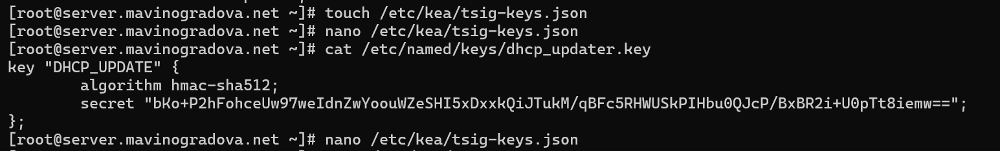 [root@server.mavinogradova.net ~]# touch /etc/kea/tsig-keys.json
[root@server.mavinogradova.net ~]# nano /etc/kea/tsig-keys.json
[root@server.mavinogradova.net ~]# cat /etc/named/keys/dhcp_updater.key
key "DHCP_UPDATE" {
        algorithm hmac-sha512;
        secret "bKo+P2hFohceUw97weIdnZwYoouWZeSHI5xDxxkQiJTukM/qBFc5RHWUSkPIHbu0QJcP/BxBR2i+U0pTt8iemw==";
};
[root@server.mavinogradova.net ~]# nano /etc/kea/tsig-keys.json